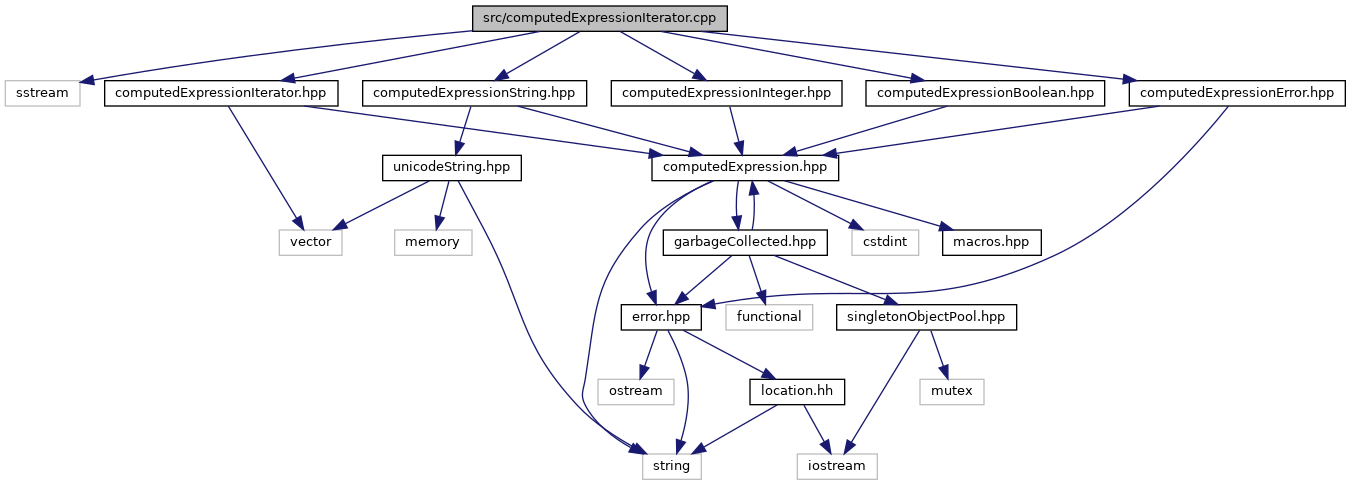 src/computedExpressionIterator.cpp
sstream
computedExpressionIterator.hpp
computedExpressionString.hpp
computedExpressionInteger.hpp
computedExpressionBoolean.hpp
computedExpressionError.hpp
unicodeString.hpp
computedExpression.hpp
vector
memory
garbageCollected.hpp
cstdint
macros.hpp
error.hpp
functional
singletonObjectPool.hpp
ostream
location.hh
mutex
string
iostream